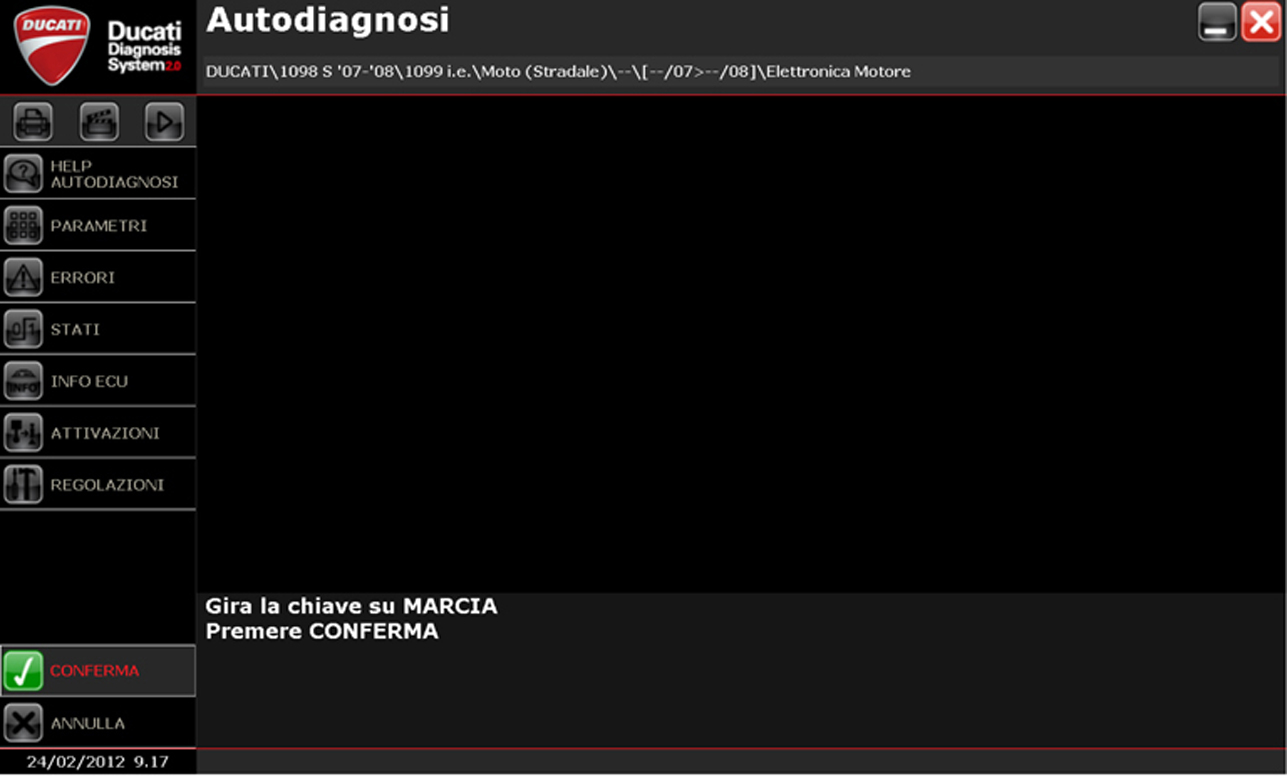 DUCATI
Ducati
Diagnosis
System 2.0
Autodiagnosi
DUCATI\1098 S '07-'08\1099 i.e.\Moto (Stradale)\--\[--/07>--/08]\Elettronica Motore
HELP
AUTODIAGNOSI
PARAMETRI
ERRORI
STATI
INFO
INFO ECU
ATTIVAZIONI
REGOLAZIONI
Gira la chiave su MARCIA
Premere CONFERMA
CONFERMA
ANNULLA
24/02/2012 9.17